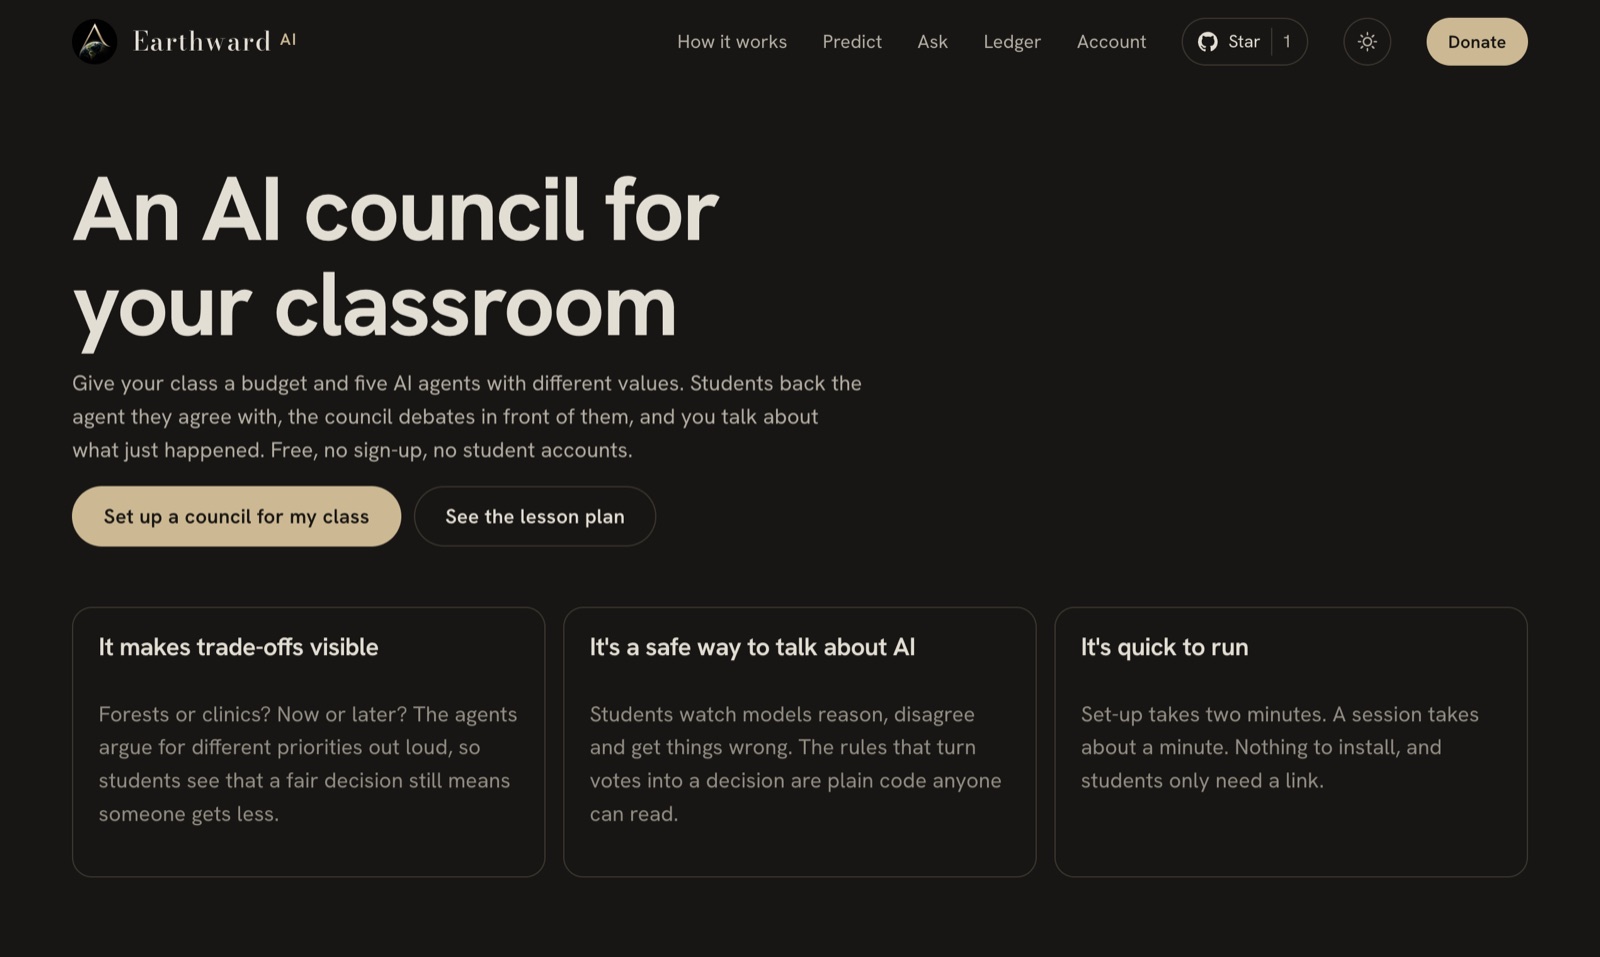 Earthward AI
How it works
Predict
Ask
Ledger
Account
Star 1
Donate
An AI council for
your classroom
Give your class a budget and five AI agents with different values. Students back the
agent they agree with, the council debates in front of them, and you talk about
what just happened. Free, no sign-up, no student accounts.
Set up a council for my class
See the lesson plan
It makes trade-offs visible
Forests or clinics? Now or later? The agents
argue for different priorities out loud, so
students see that a fair decision still means
someone gets less.
It's a safe way to talk about AI
Students watch models reason, disagree
and get things wrong. The rules that turn
votes into a decision are plain code anyone
can read.
It's quick to run
Set-up takes two minutes. A session takes
about a minute. Nothing to install, and
students only need a link.